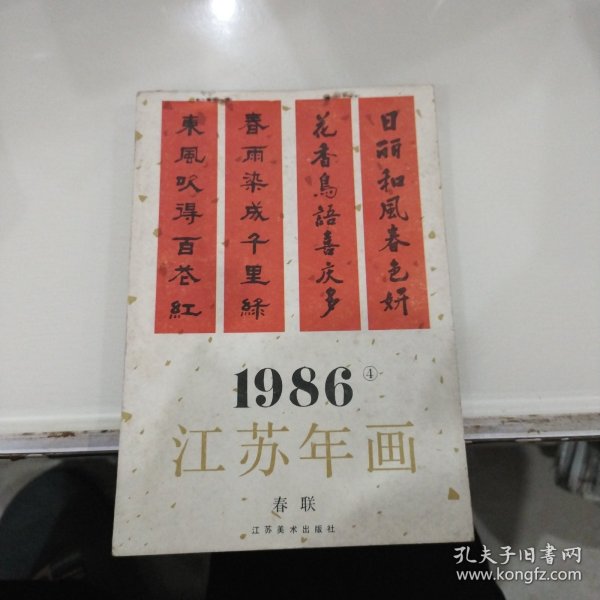 日丽和風春色妍
花香鳥語喜庆多
春雨染成千里綠
東風吹得百花紅
1986④
江苏年画
春联
江苏美术出版社
孔夫子旧书网
www.kongfz.com